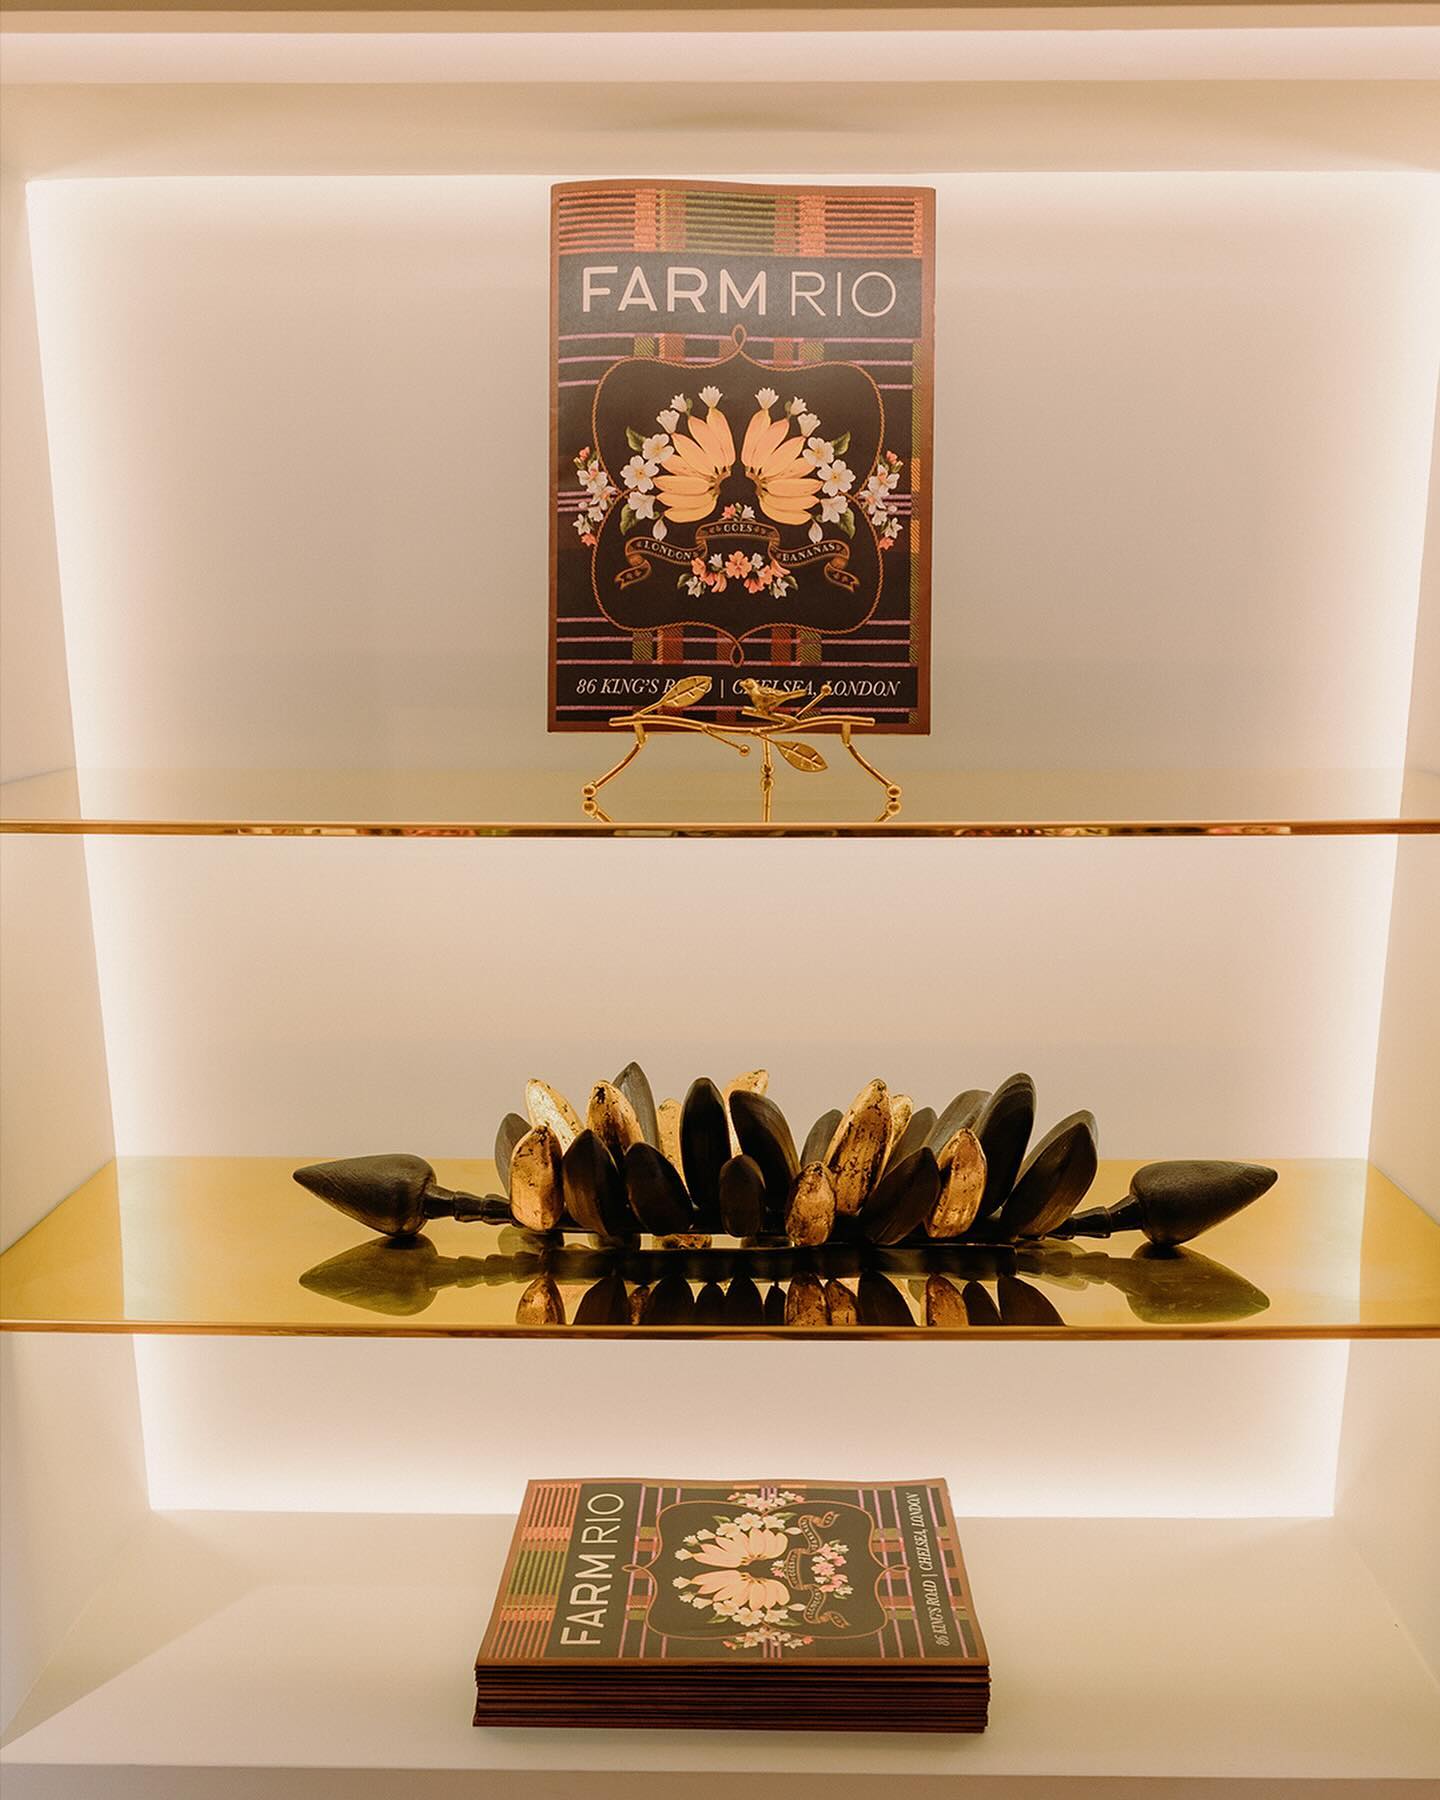 FARM RIO
GOES
LONDON BANANAS
86 KING'S ROAD | CHELSEA, LONDON
FARM RIO
86 KING'S ROAD | CHELSEA, LONDON